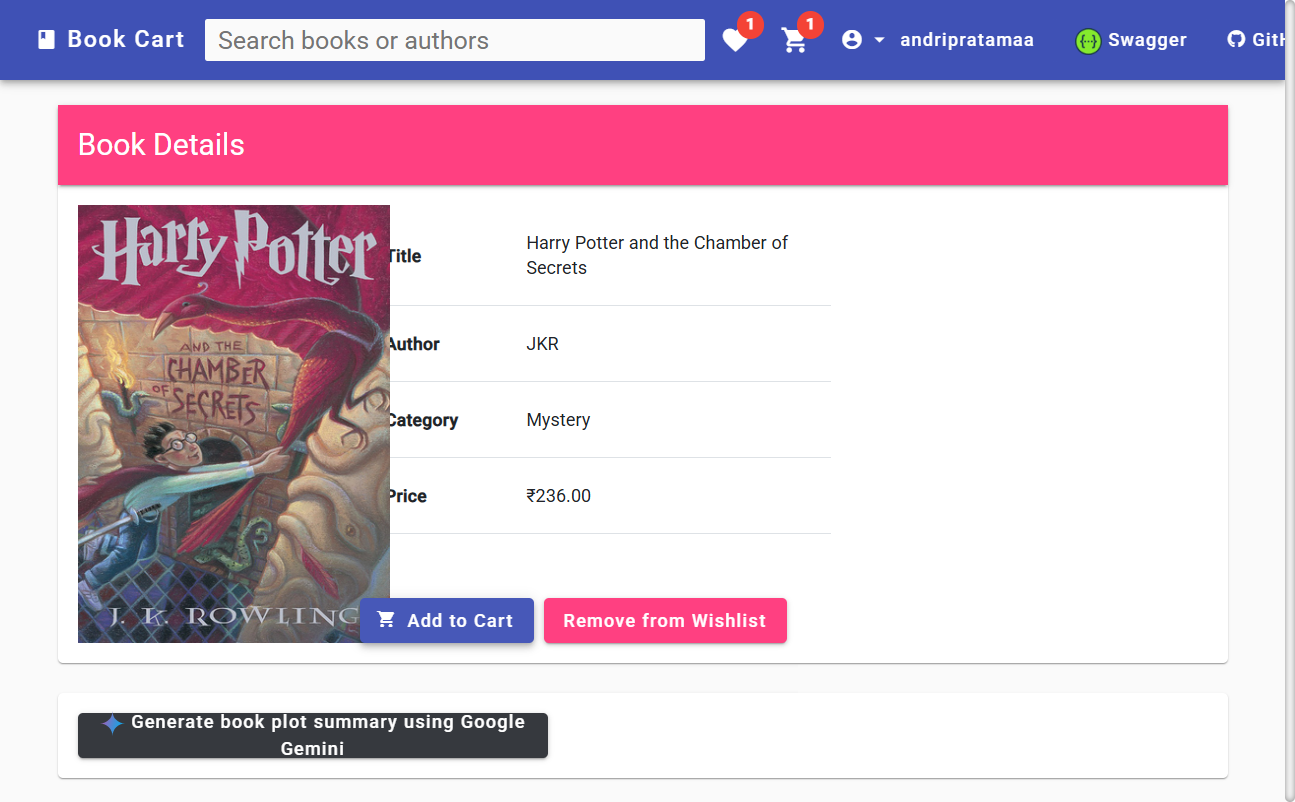 Book Cart
Search books or authors
1
1
andripratamaa
Swagger
Book Details
Harry Potter
AND THE
CHAMBER
OF
SECRETS
J. K. ROWLING
Title
Harry Potter and the Chamber of
Secrets
Author
JKR
Category
Mystery
Price
₹236.00
Add to Cart
Remove from Wishlist
Generate book plot summary using Google
Gemini